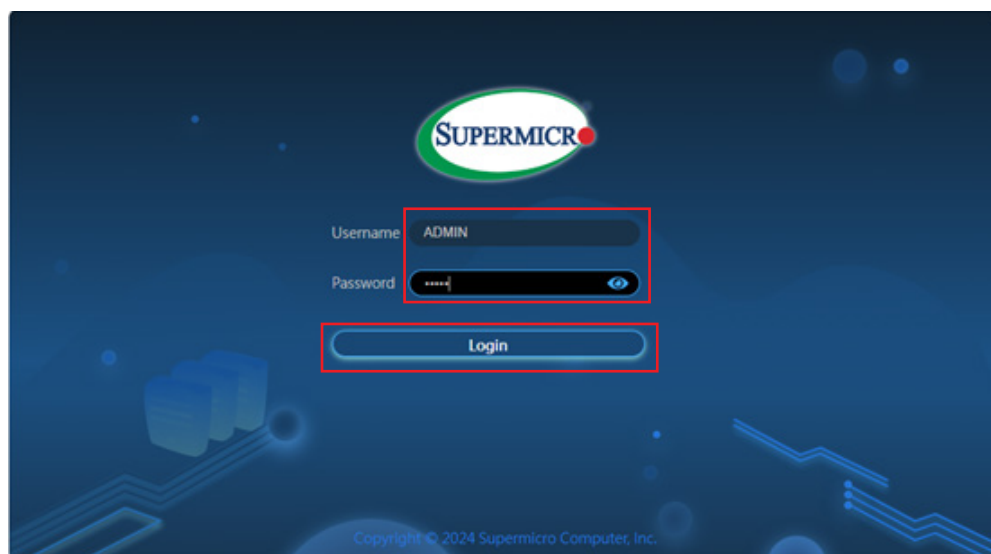 SUPERMICR
Username ADMIN
Password •••••
Login
Copyright © 2024 Supermicro Computer, Inc.